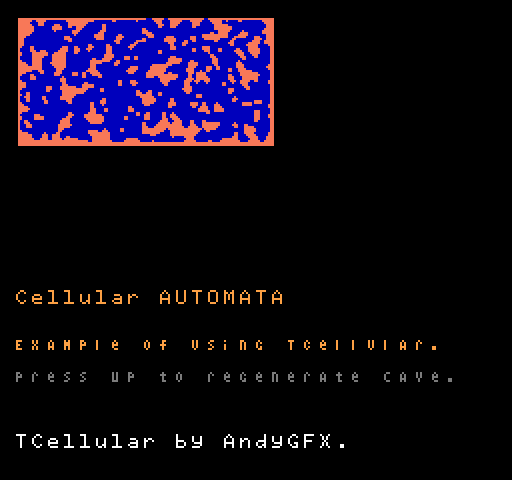 Cellular AUTOMATA
EXAMPle of Using TCellUlar.
Press UP to regenerate CAVe.
TCellular by AndyGFX.